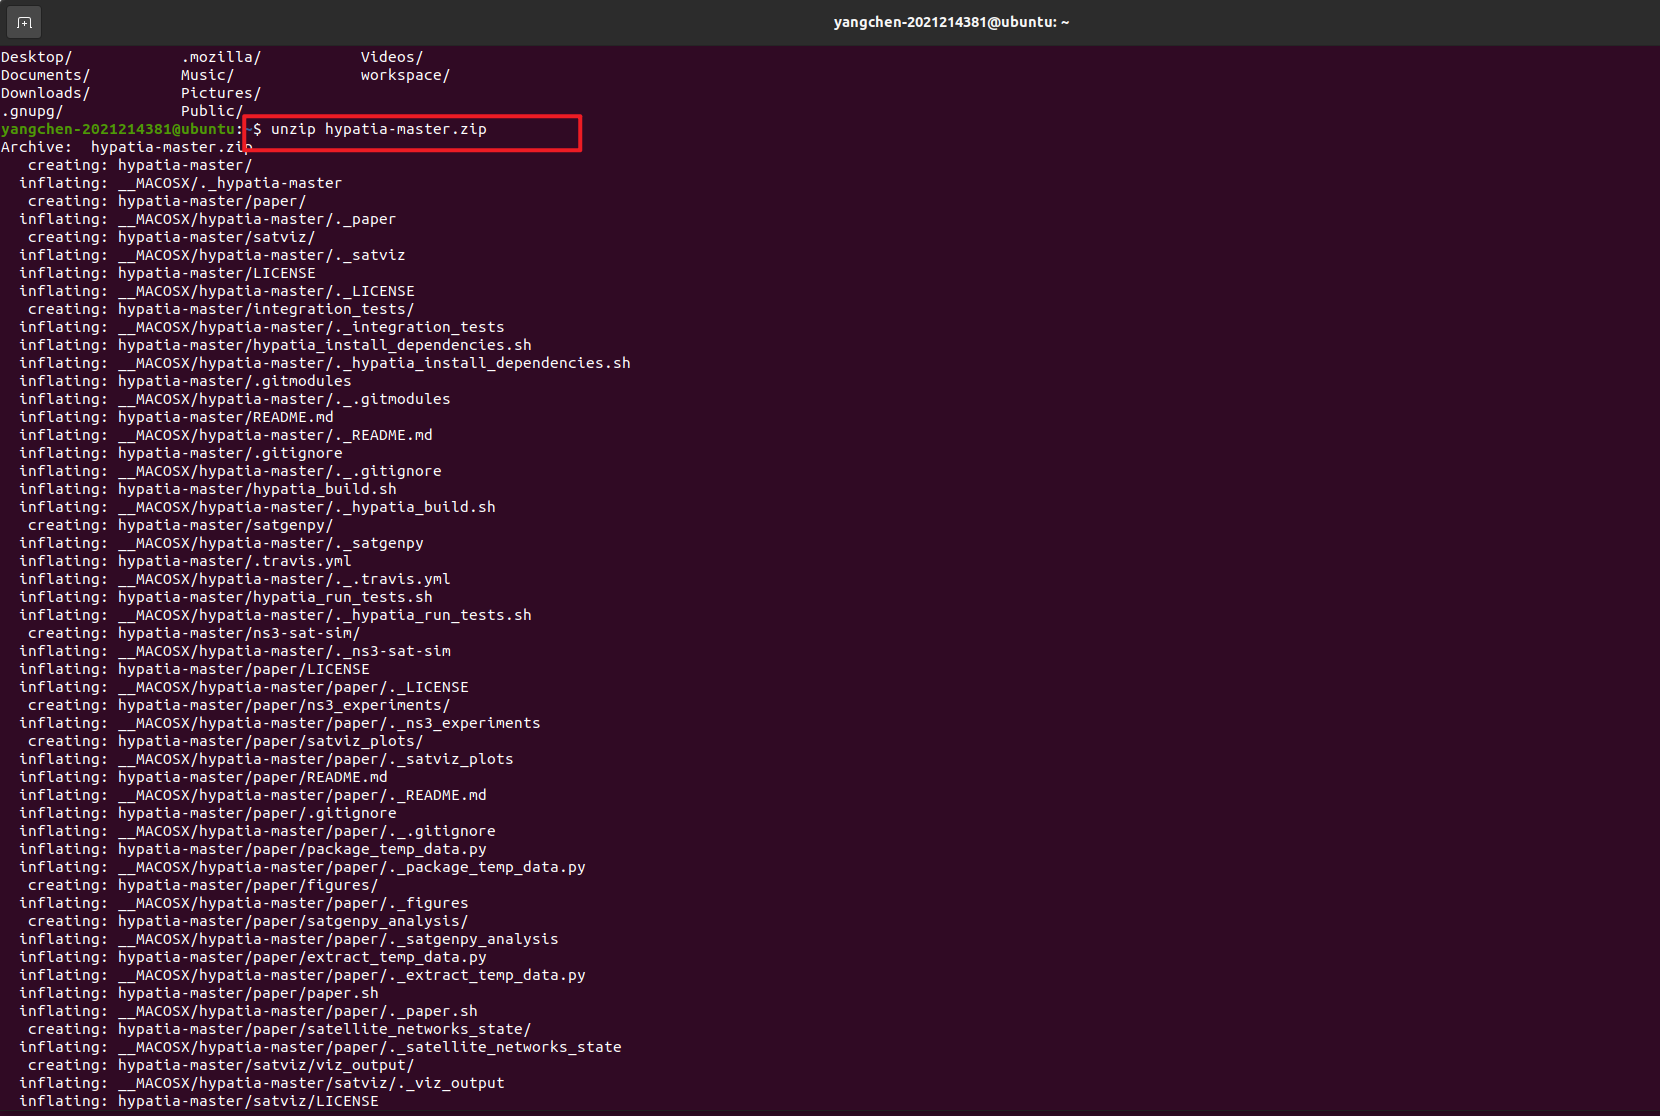 yangchen-2021214381@ubuntu: ~
Desktop/ .mozilla/ Videos/
Documents/ Music/ workspace/
Downloads/ Pictures/
.gnupg/ Public/
yangchen-2021214381@ubuntu:~$ unzip hypatia-master.zip
Archive:  hypatia-master.zip
creating: hypatia-master/
inflating: __MACOSX/._hypatia-master
creating: hypatia-master/paper/
inflating: __MACOSX/hypatia-master/._paper
creating: hypatia-master/satviz/
inflating: __MACOSX/hypatia-master/._satviz
inflating: hypatia-master/LICENSE
inflating: __MACOSX/hypatia-master/._LICENSE
creating: hypatia-master/integration_tests/
inflating: __MACOSX/hypatia-master/._integration_tests
inflating: hypatia-master/hypatia_install_dependencies.sh
inflating: __MACOSX/hypatia-master/._hypatia_install_dependencies.sh
inflating: hypatia-master/.gitmodules
inflating: __MACOSX/hypatia-master/._.gitmodules
inflating: hypatia-master/README.md
inflating: __MACOSX/hypatia-master/._README.md
inflating: hypatia-master/.gitignore
inflating: __MACOSX/hypatia-master/._.gitignore
inflating: hypatia-master/hypatia_build.sh
inflating: __MACOSX/hypatia-master/._hypatia_build.sh
creating: hypatia-master/satgenpy/
inflating: __MACOSX/hypatia-master/._satgenpy
inflating: hypatia-master/.travis.yml
inflating: __MACOSX/hypatia-master/._.travis.yml
inflating: hypatia-master/hypatia_run_tests.sh
inflating: __MACOSX/hypatia-master/._hypatia_run_tests.sh
creating: hypatia-master/ns3-sat-sim/
inflating: __MACOSX/hypatia-master/._ns3-sat-sim
inflating: hypatia-master/paper/LICENSE
inflating: __MACOSX/hypatia-master/paper/._LICENSE
creating: hypatia-master/paper/ns3_experiments/
inflating: __MACOSX/hypatia-master/paper/._ns3_experiments
creating: hypatia-master/paper/satviz_plots/
inflating: __MACOSX/hypatia-master/paper/._satviz_plots
inflating: hypatia-master/paper/README.md
inflating: __MACOSX/hypatia-master/paper/._README.md
inflating: hypatia-master/paper/.gitignore
inflating: __MACOSX/hypatia-master/paper/._.gitignore
inflating: hypatia-master/paper/package_temp_data.py
inflating: __MACOSX/hypatia-master/paper/._package_temp_data.py
creating: hypatia-master/paper/figures/
inflating: __MACOSX/hypatia-master/paper/._figures
creating: hypatia-master/paper/satgenpy_analysis/
inflating: __MACOSX/hypatia-master/paper/._satgenpy_analysis
inflating: hypatia-master/paper/extract_temp_data.py
inflating: __MACOSX/hypatia-master/paper/._extract_temp_data.py
inflating: hypatia-master/paper/paper.sh
inflating: __MACOSX/hypatia-master/paper/._paper.sh
creating: hypatia-master/paper/satellite_networks_state/
inflating: __MACOSX/hypatia-master/paper/._satellite_networks_state
creating: hypatia-master/satviz/viz_output/
inflating: __MACOSX/hypatia-master/satviz/._viz_output
inflating: hypatia-master/satviz/LICENSE